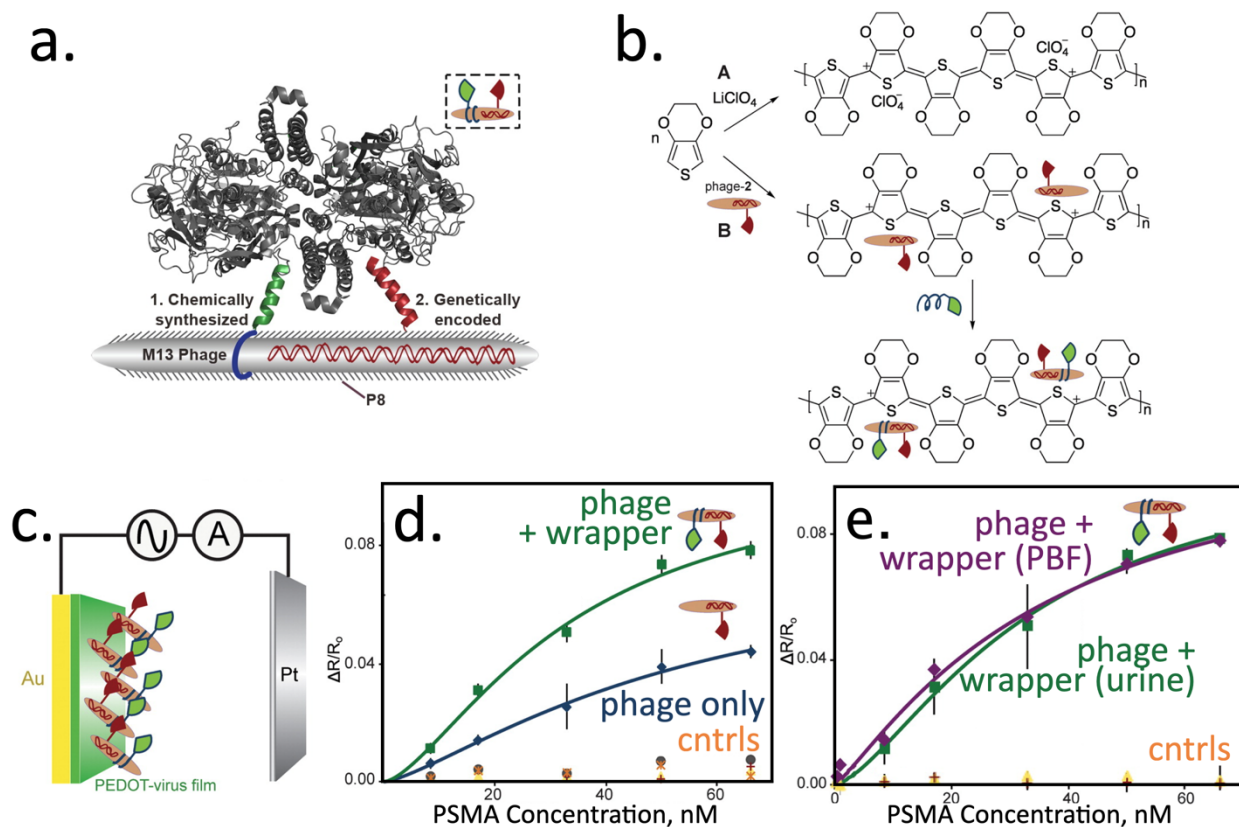 a.
1. Chemically
synthesized
2. Genetically
encoded
M13 Phage
P8
b.
A
LiClO₄
n
O
O
S
phage-2
B
O O O O O O
S S S
ClO₄⁻
+
ClO₄⁻
+
S S S
O O O O O O
n
O O O O O O
S S S
+
+
S S S
O O O O O O
n
O O O O O O
S S S
+
+
S S S
O O O O O O
n
c.
A
Au
Pt
PEDOT-virus film
d.
phage
+ wrapper
phage only
cntrls
0.08
0.04
0.00
ΔR/Rₒ
20
40
60
PSMA Concentration, nM
e.
phage +
wrapper (PBF)
phage +
wrapper (urine)
cntrls
0.08
0.04
0.00
ΔR/Rₒ
0
20
40
60
PSMA Concentration, nM